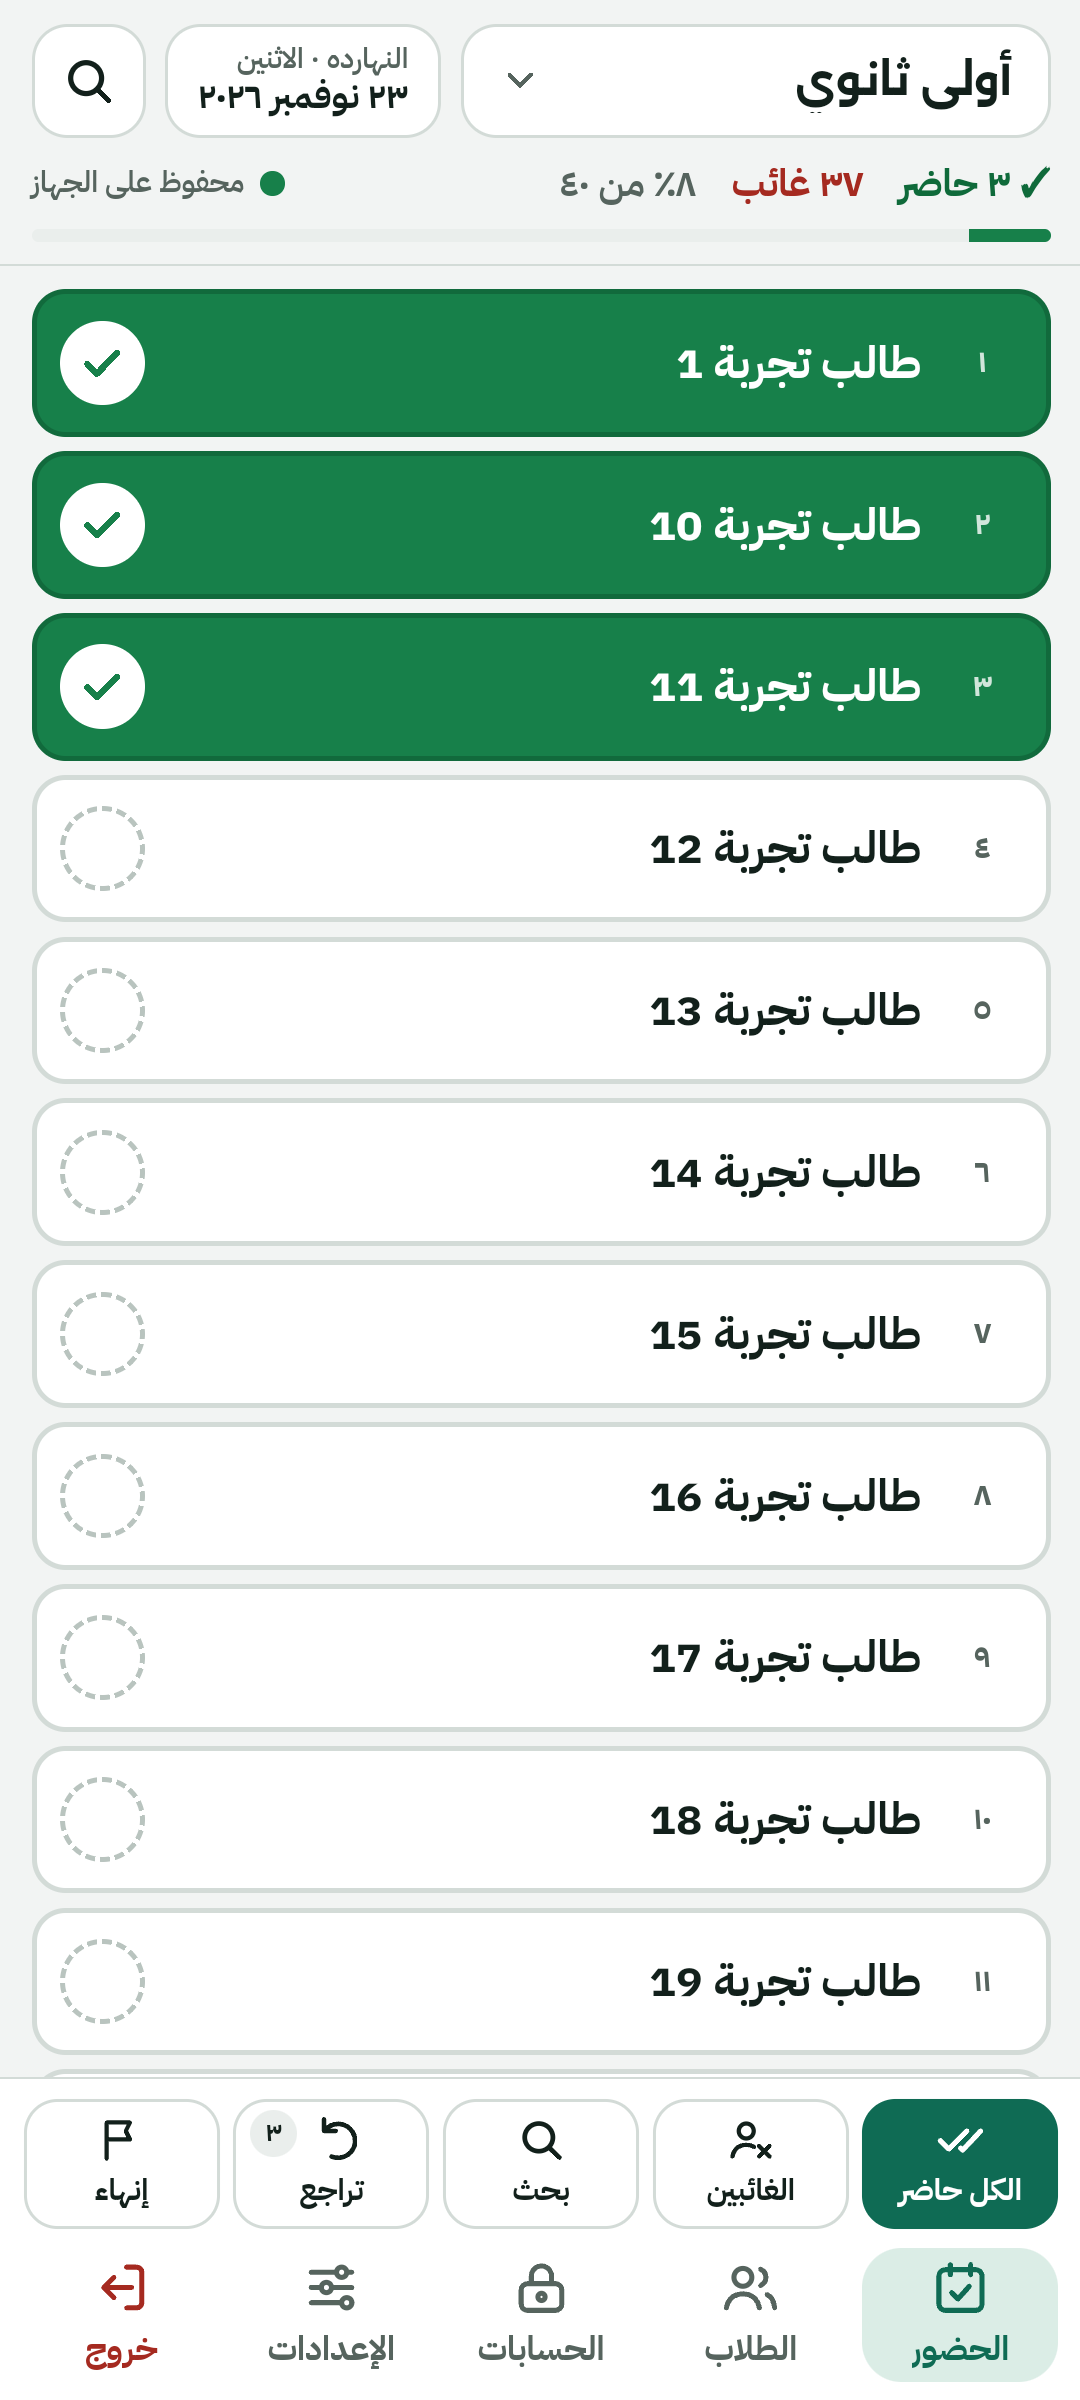 أولى ثانوي
النهارده · الاثنين
٢٣ نوفمبر ٢٠٢٦
✓ ٣ حاضر ٣٧ غائب ٨٪ من ٤٠
محفوظ على الجهاز
١ طالب تجربة 1
٢ طالب تجربة 10
٣ طالب تجربة 11
٤ طالب تجربة 12
٥ طالب تجربة 13
٦ طالب تجربة 14
٧ طالب تجربة 15
٨ طالب تجربة 16
٩ طالب تجربة 17
١٠ طالب تجربة 18
١١ طالب تجربة 19
الكل حاضر
الغائبين
بحث
تراجع ٣
إنهاء
الحضور
الطلاب
الحسابات
الإعدادات
خروج